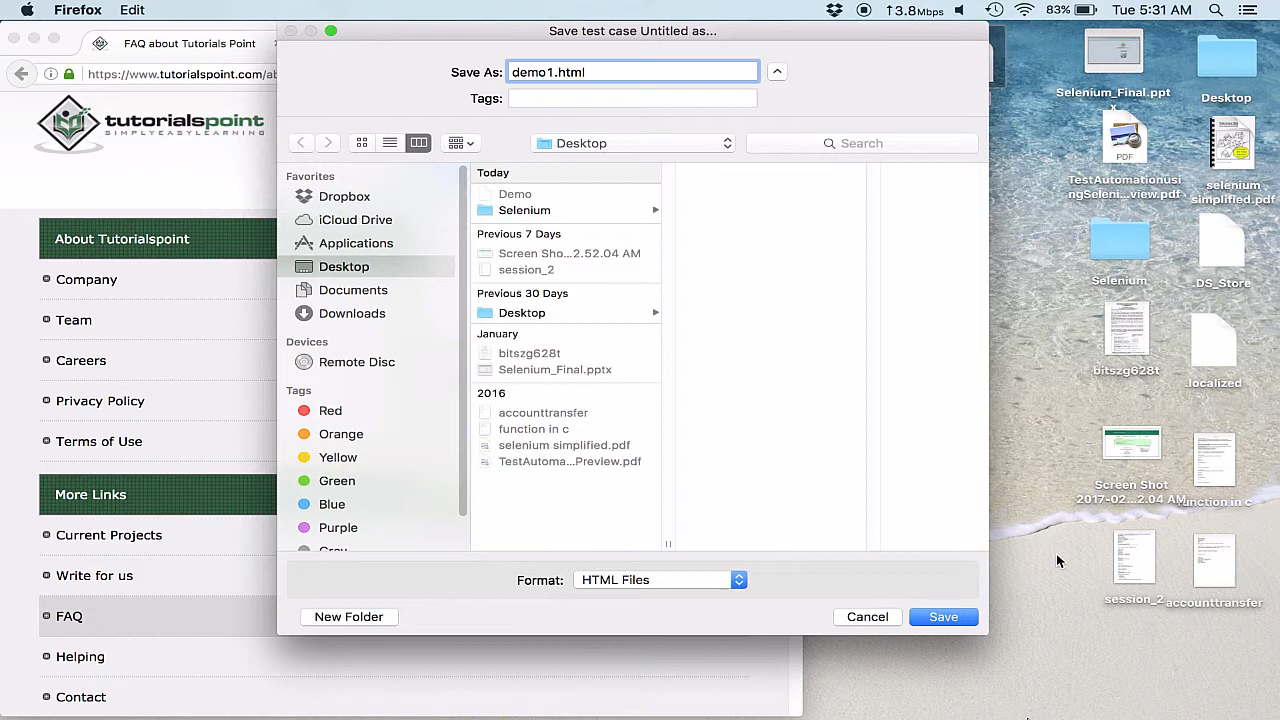 Firefox Edit
3.8Mbps 83% Tue 5:31 AM
FAQ about Tutorials Point
https://www.tutorialspoint.com/ab
tutorialspoint
SIMPLYEASYLEARNING
About Tutorialspoint
Company
Team
Careers
Privacy Policy
Terms of Use
More Links
Current Projects
Write for us
FAQ
Helping
Contact
Save test case Untitled as...
Save As: demo1.html
Tags:
Desktop
Search
Favorites
Dropbox
iCloud Drive
Applications
Desktop
Documents
Downloads
Devices
Remote Disc
Tags
Red
Orange
Yellow
Green
Blue
Purple
Today
Demo
Selenium
Previous 7 Days
Screen Sho...2.52.04 AM
session_2
Previous 30 Days
Desktop
January
bitszg628t
Selenium_Final.pptx
2016
accounttransfer
function in c
selenium simplified.pdf
TestAutoma...Preview.pdf
Format: HTML Files
New Folder
Cancel
Save
Selenium_Final.ppt
x
Desktop
PDF
TestAutomationusi
ngSeleni...view.pdf
selenium
simplified.pdf
Selenium
.DS_Store
bitszg628t
.localized
Screen Shot
2017-02...2.04 AM
function in c
session_2
accounttransfer